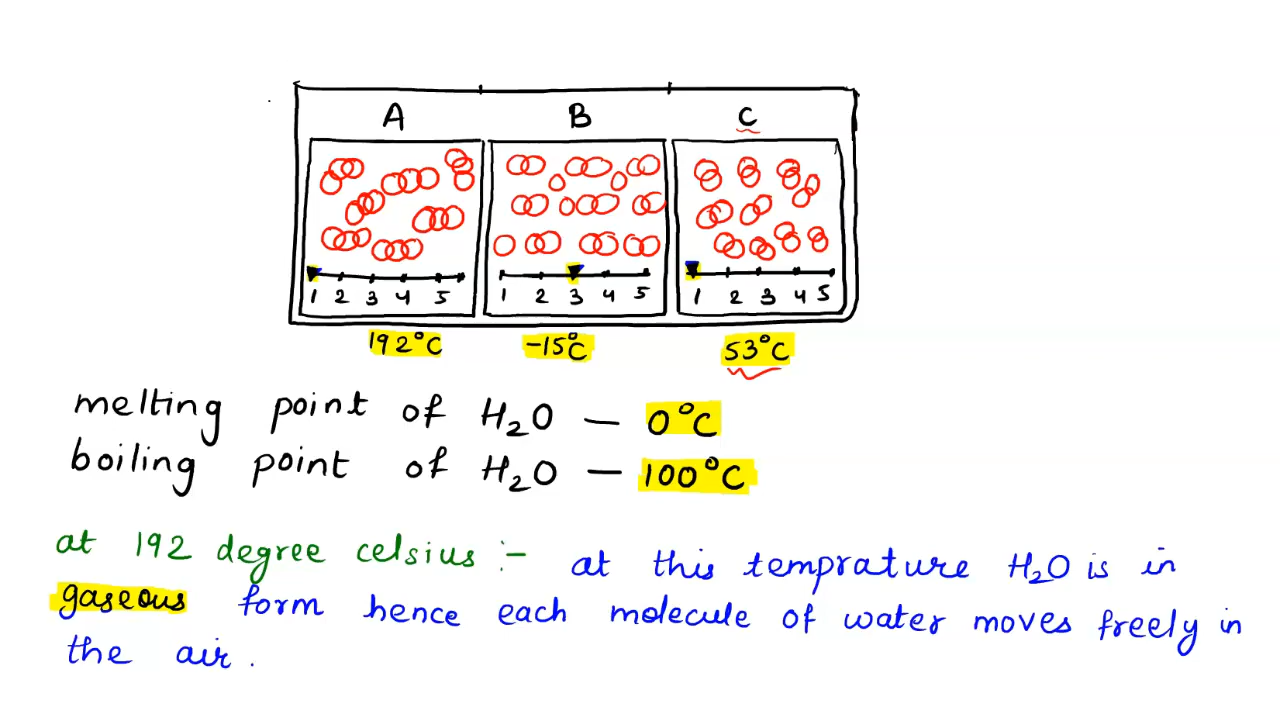 A B C
1 2 3 4 5 1 2 3 4 5 1 2 3 4 5
192°C -15°C 53°C
melting point of H₂O — 0°C
boiling point of H₂O — 100°C
at 192 degree celsius :- at this temprature H₂O is in
gaseous form hence each molecule of water moves freely in
the air.